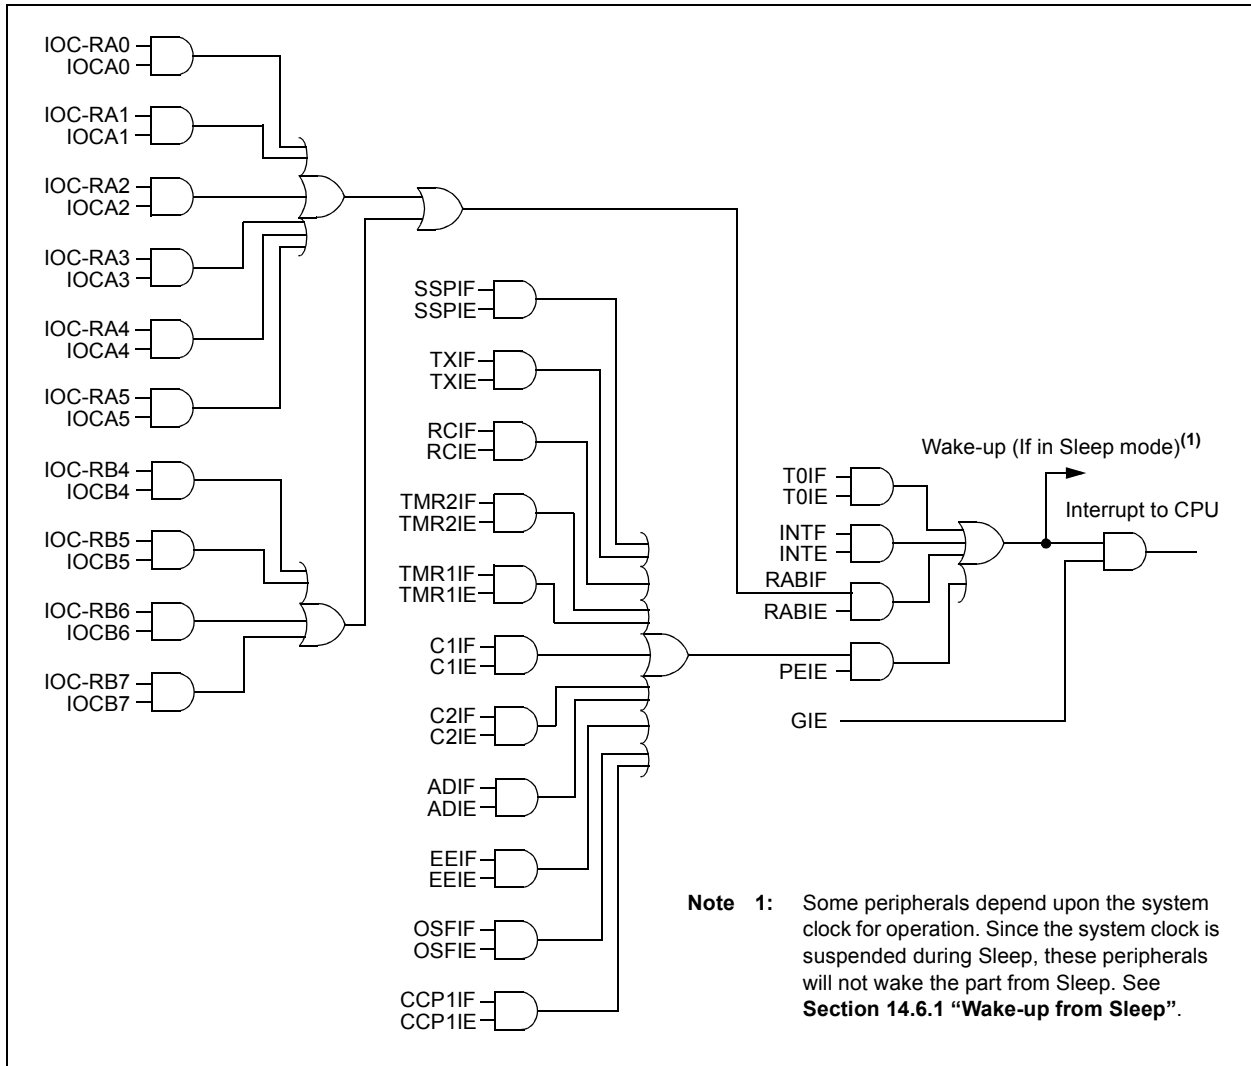 IOC-RA0
IOCA0
IOC-RA1
IOCA1
IOC-RA2
IOCA2
IOC-RA3
IOCA3
IOC-RA4
IOCA4
IOC-RA5
IOCA5
IOC-RB4
IOCB4
IOC-RB5
IOCB5
IOC-RB6
IOCB6
IOC-RB7
IOCB7
SSPIF
SSPIE
TXIF
TXIE
RCIF
RCIE
TMR2IF
TMR2IE
TMR1IF
TMR1IE
C1IF
C1IE
C2IF
C2IE
ADIF
ADIE
EEIF
EEIE
OSFIF
OSFIE
CCP1IF
CCP1IE
Wake-up (If in Sleep mode)(1)
T0IF
T0IE
Interrupt to CPU
INTF
INTE
RABIF
RABIE
PEIE
GIE
Note 1: Some peripherals depend upon the system
clock for operation. Since the system clock is
suspended during Sleep, these peripherals
will not wake the part from Sleep. See
Section 14.6.1 “Wake-up from Sleep”.